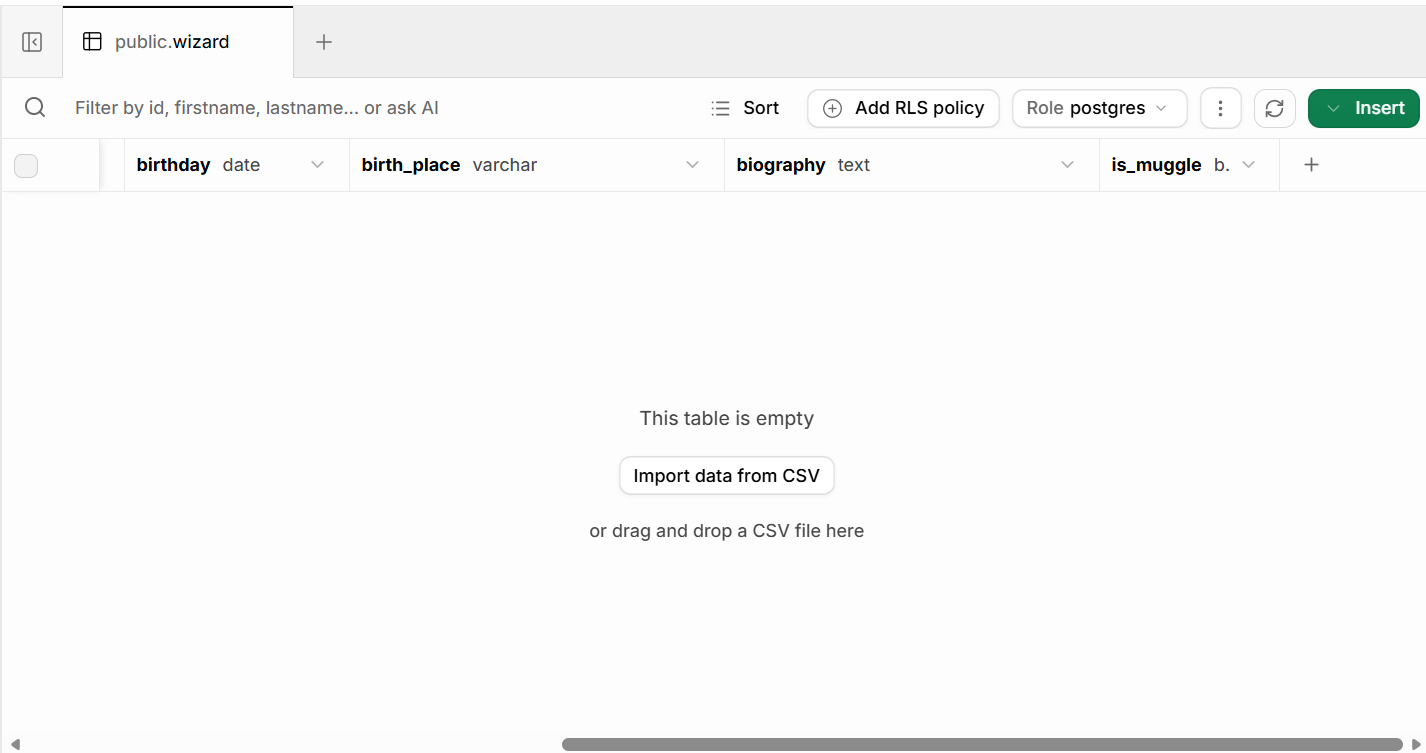 public.wizard
Filter by id, firstname, lastname... or ask AI Sort Add RLS policy Role postgres Insert
birthday date birth_place varchar biography text is_muggle b.
This table is empty
Import data from CSV
or drag and drop a CSV file here